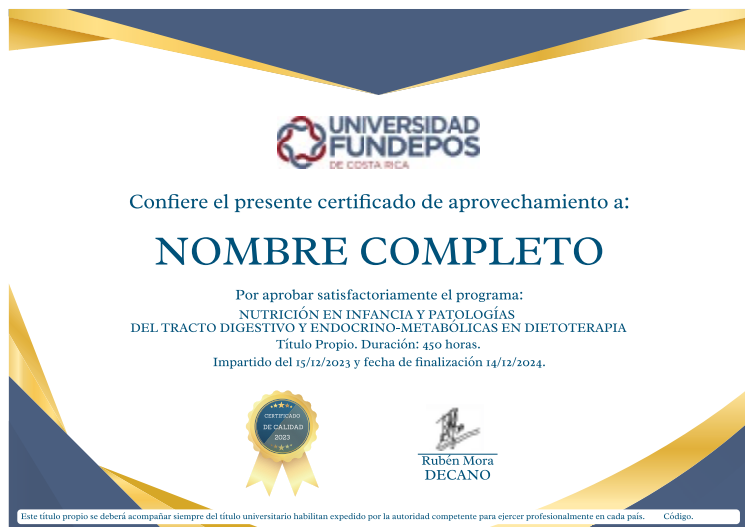 UNIVERSIDAD
FUNDEPOS
DE COSTA RICA
Confiere el presente certificado de aprovechamiento a:
NOMBRE COMPLETO
Por aprobar satisfactoriamente el programa:
NUTRICIÓN EN INFANCIA Y PATOLOGÍAS
DEL TRACTO DIGESTIVO Y ENDOCRINO-METABÓLICAS EN DIETOTERAPIA
Título Propio. Duración: 450 horas.
Impartido del 15/12/2023 y fecha de finalización 14/12/2024.
CERTIFICADO
DE CALIDAD
2023
Rubén Mora
DECANO
Este título propio se deberá acompañar siempre del título universitario habilitan expedido por la autoridad competente para ejercer profesionalmente en cada país. Código.